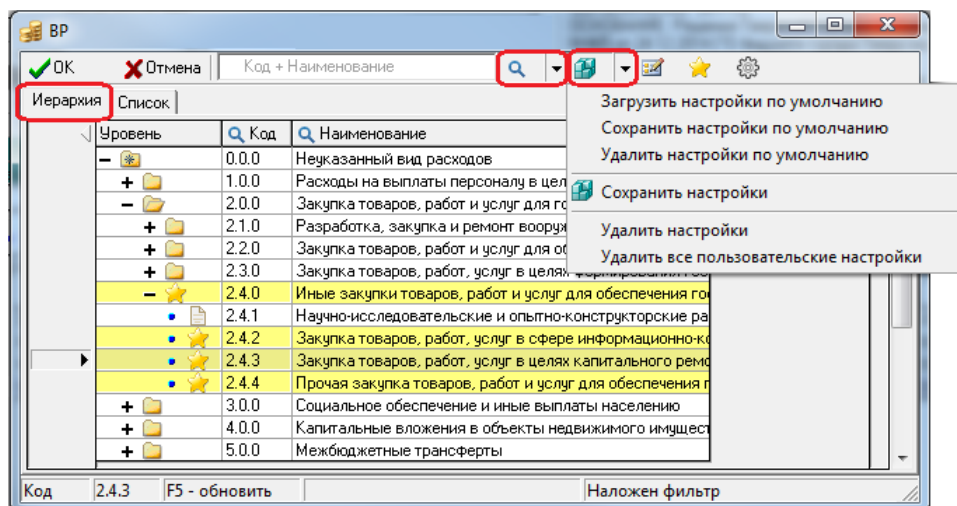 ВР
ОК
Отмена
Код + Наименование
Иерархия
Список
Загрузить настройки по умолчанию
Сохранить настройки по умолчанию
Удалить настройки по умолчанию
Сохранить настройки
Удалить настройки
Удалить все пользовательские настройки
Уровень Код Наименование
0.0.0 Неуказанный вид расходов
1.0.0 Расходы на выплаты персоналу в цел
2.0.0 Закупка товаров, работ и услуг для го
2.1.0 Разработка, закупка и ремонт вооруж
2.2.0 Закупка товаров, работ и услуг для об
2.3.0 Закупка товаров, работ, услуг в целях формирования
2.4.0 Иные закупки товаров, работ и услуг для обеспечения го
2.4.1 Научно-исследовательские и опытно-конструкторские ра
2.4.2 Закупка товаров, работ, услуг в сфере информационно-к
2.4.3 Закупка товаров, работ, услуг в целях капитального ремо
2.4.4 Прочая закупка товаров, работ и услуг для обеспечения г
3.0.0 Социальное обеспечение и иные выплаты населению
4.0.0 Капитальные вложения в объекты недвижимого имущест
5.0.0 Межбюджетные трансферты
Код 2.4.3 F5 - обновить Наложен фильтр